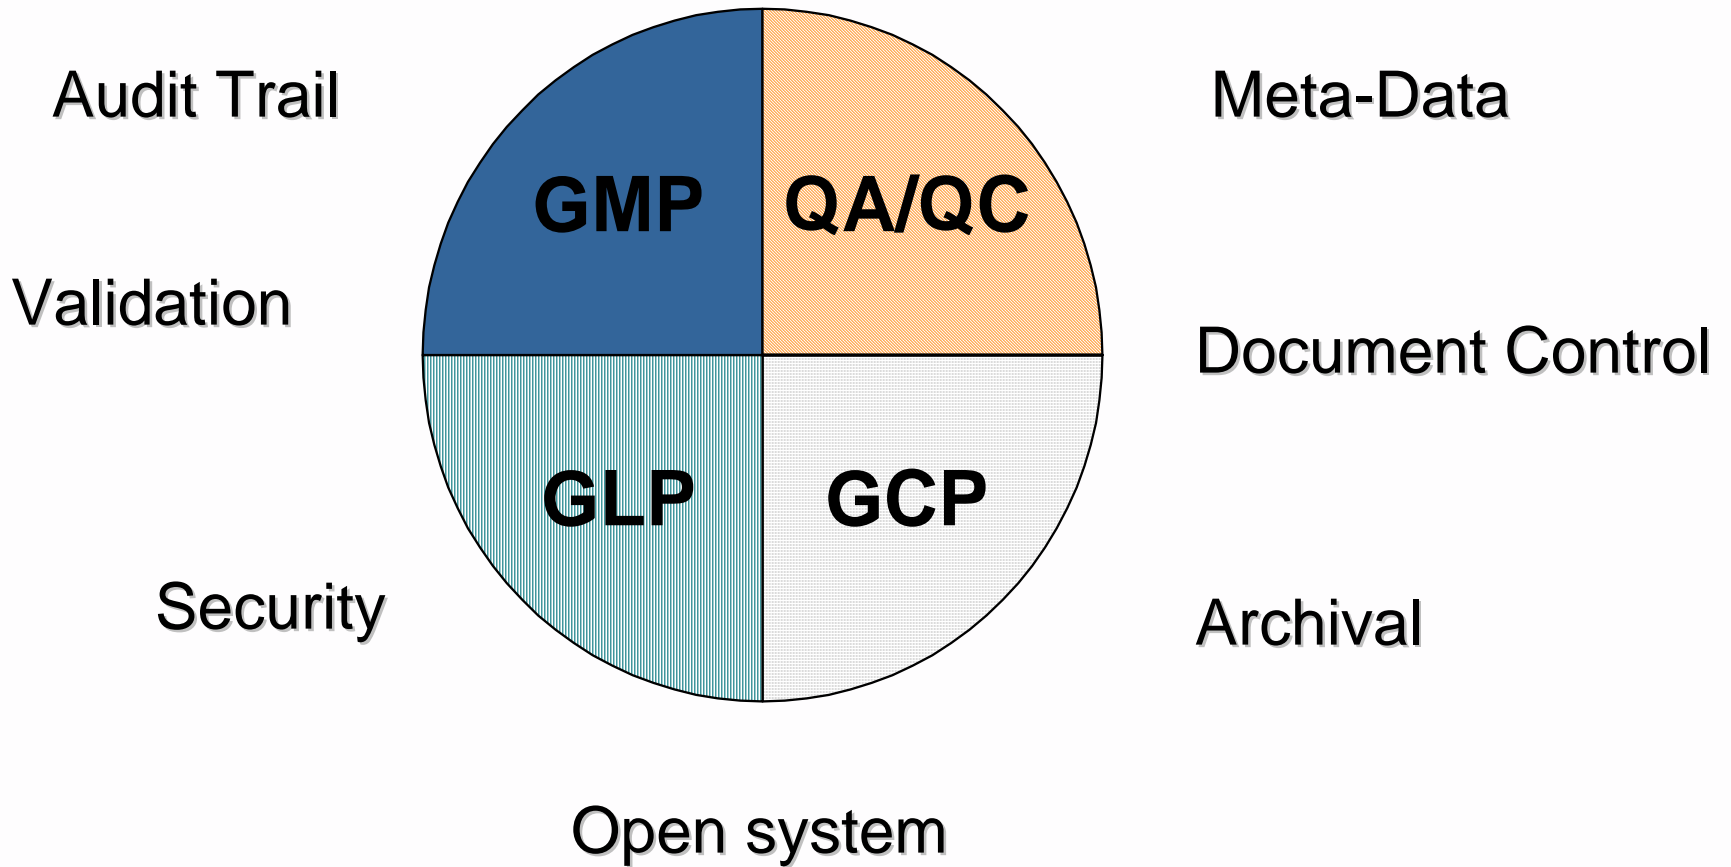 Audit Trail
Meta-Data
GMP
QA/QC
Validation
Document Control
GLP
GCP
Security
Archival
Open system